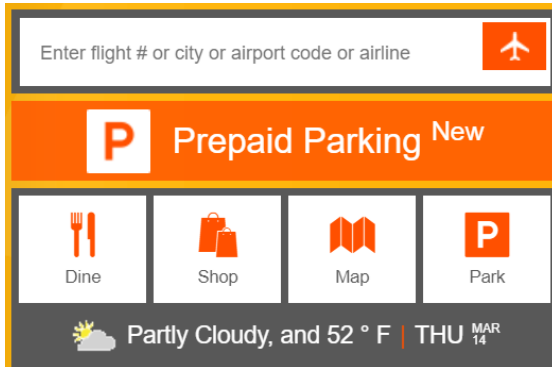 Enter flight # or city or airport code or airline
P Prepaid Parking New
P
Dine Shop Map Park
Partly Cloudy, and 52 ° F | THU MAR 14